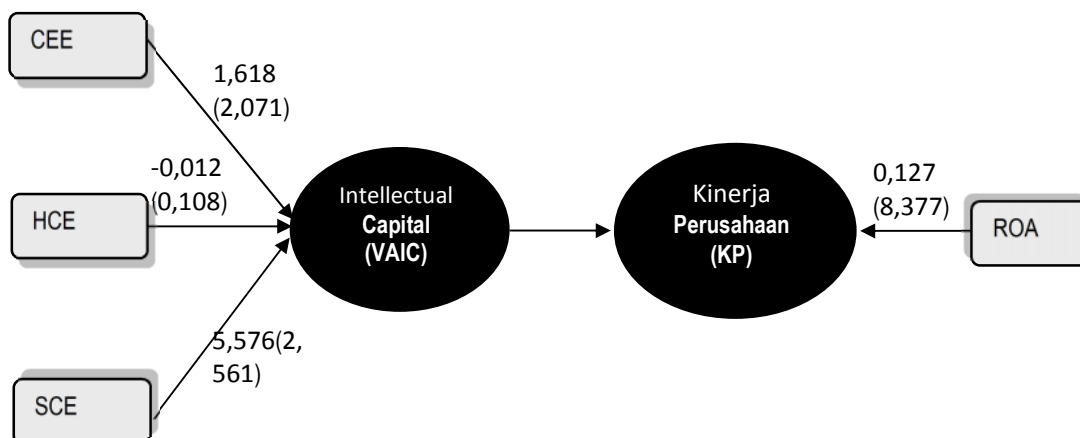 CEE
1,618
(2,071)
-0,012
(0,108)
HCE
5,576(2,
561)
SCE
Intellectual
Capital
(VAIC)
Kinerja
Perusahaan
(KP)
0,127
(8,377)
ROA